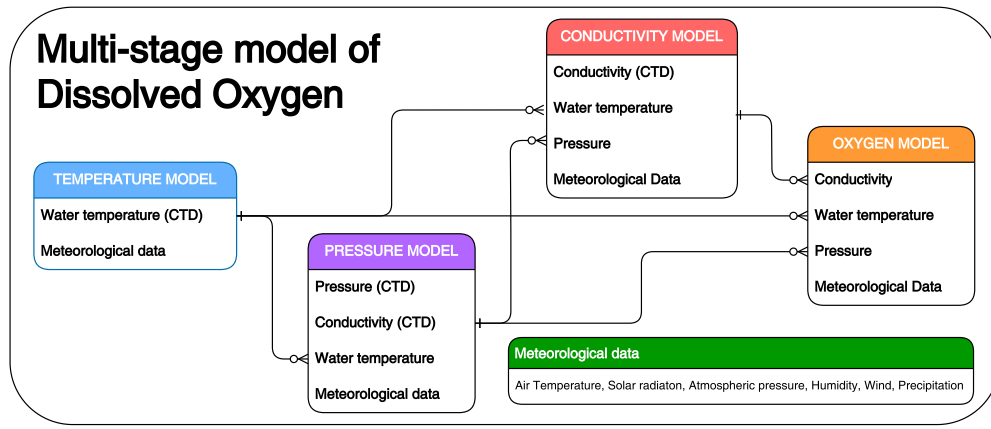 Multi-stage model of
Dissolved Oxygen
TEMPERATURE MODEL
Water temperature (CTD)
Meteorological data
PRESSURE MODEL
Pressure (CTD)
Conductivity (CTD)
Water temperature
Meteorological data
CONDUCTIVITY MODEL
Conductivity (CTD)
Water temperature
Pressure
Meteorological Data
OXYGEN MODEL
Conductivity
Water temperature
Pressure
Meteorological Data
Meteorological data
Air Temperature, Solar radiaton, Atmospheric pressure, Humidity, Wind, Precipitation